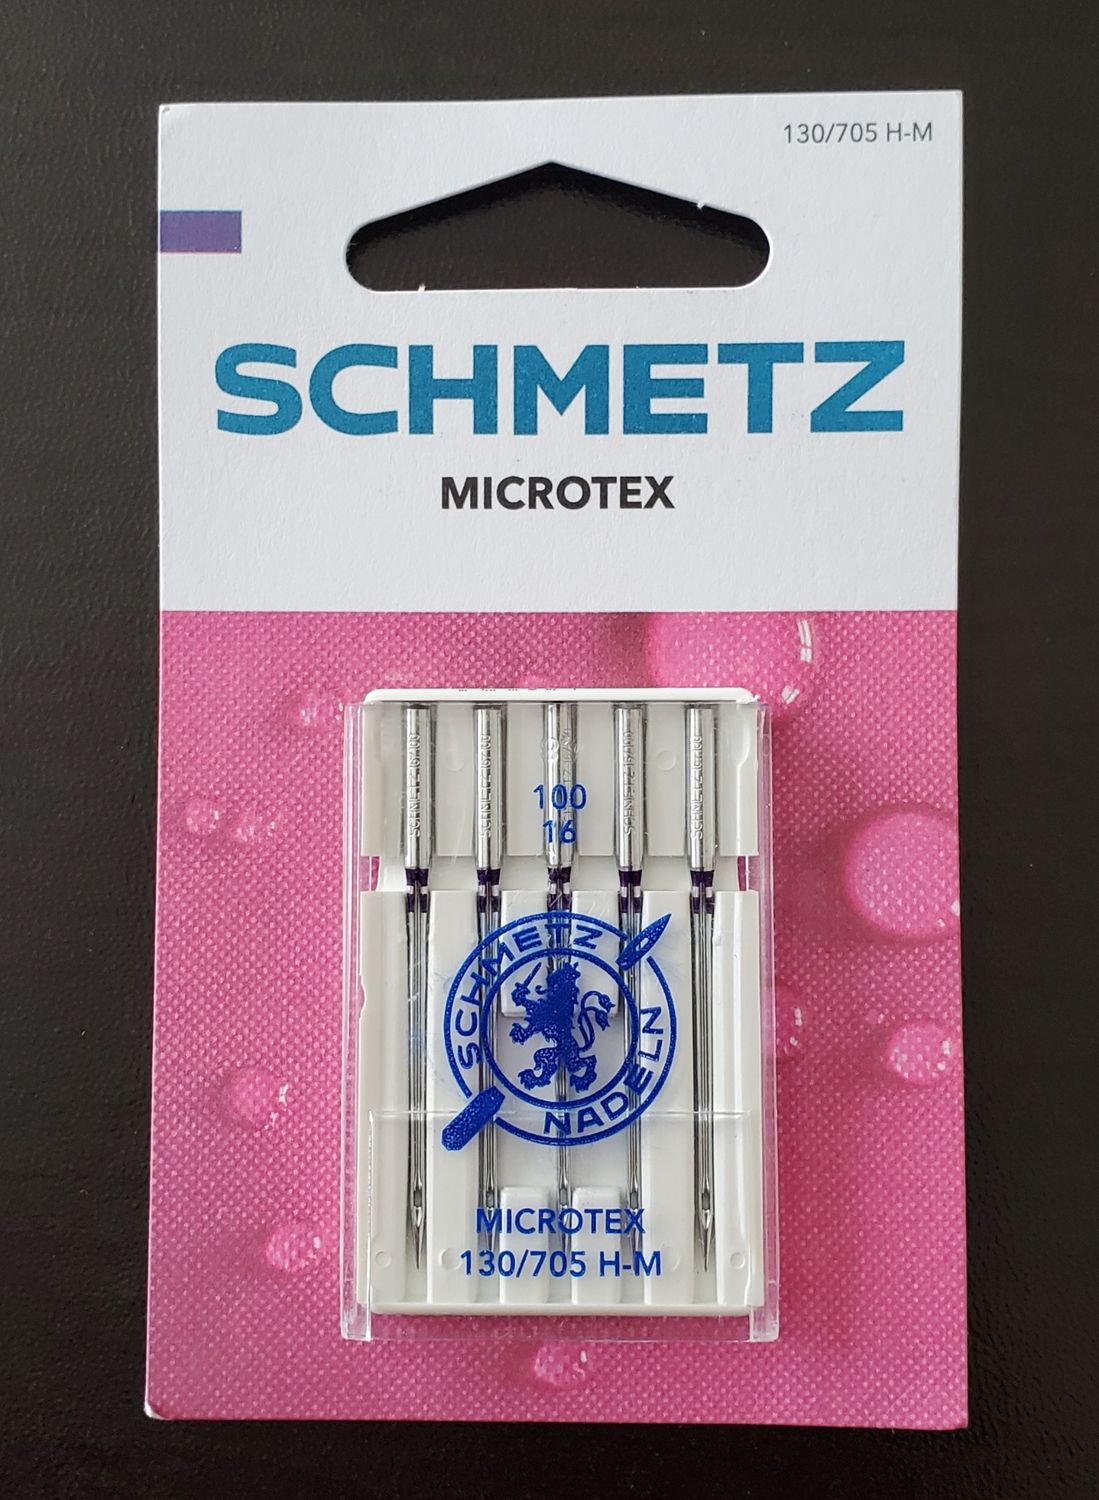 130/705 H-M
SCHMETZ
MICROTEX
100
16
SCHMETZ
NADELN
MICROTEX
130/705 H-M